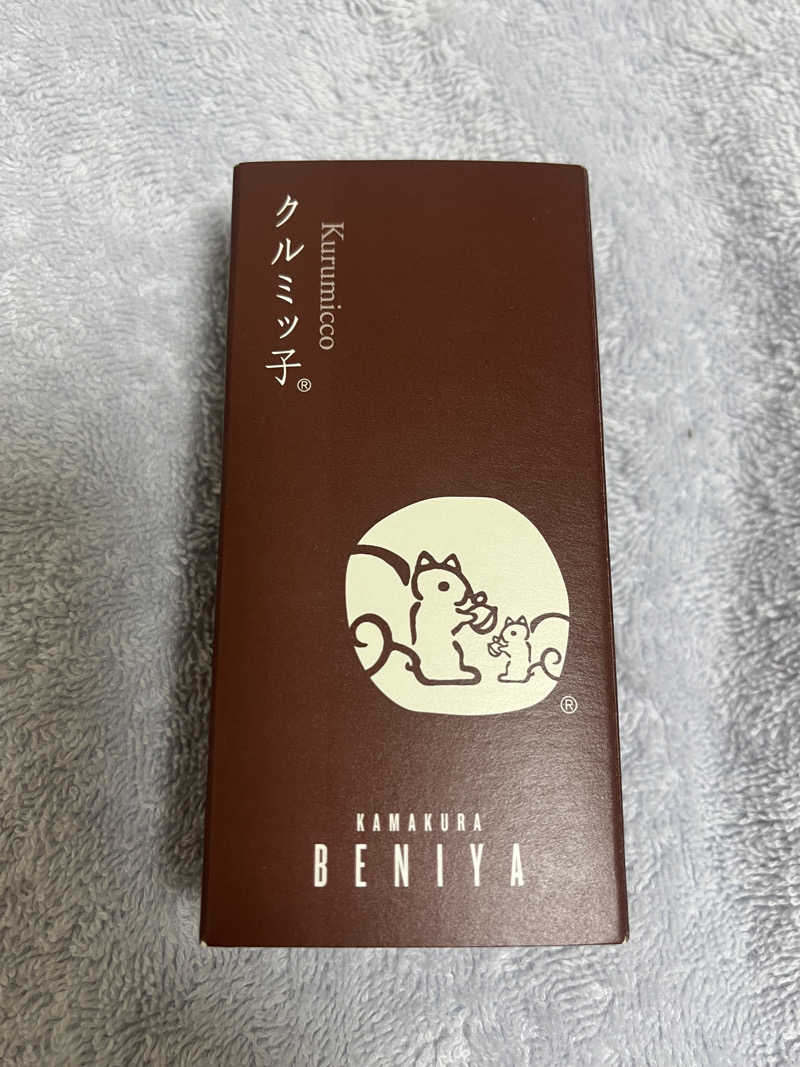 クルミッ子®
Kurumicco
®
KAMAKURA
BENIYA